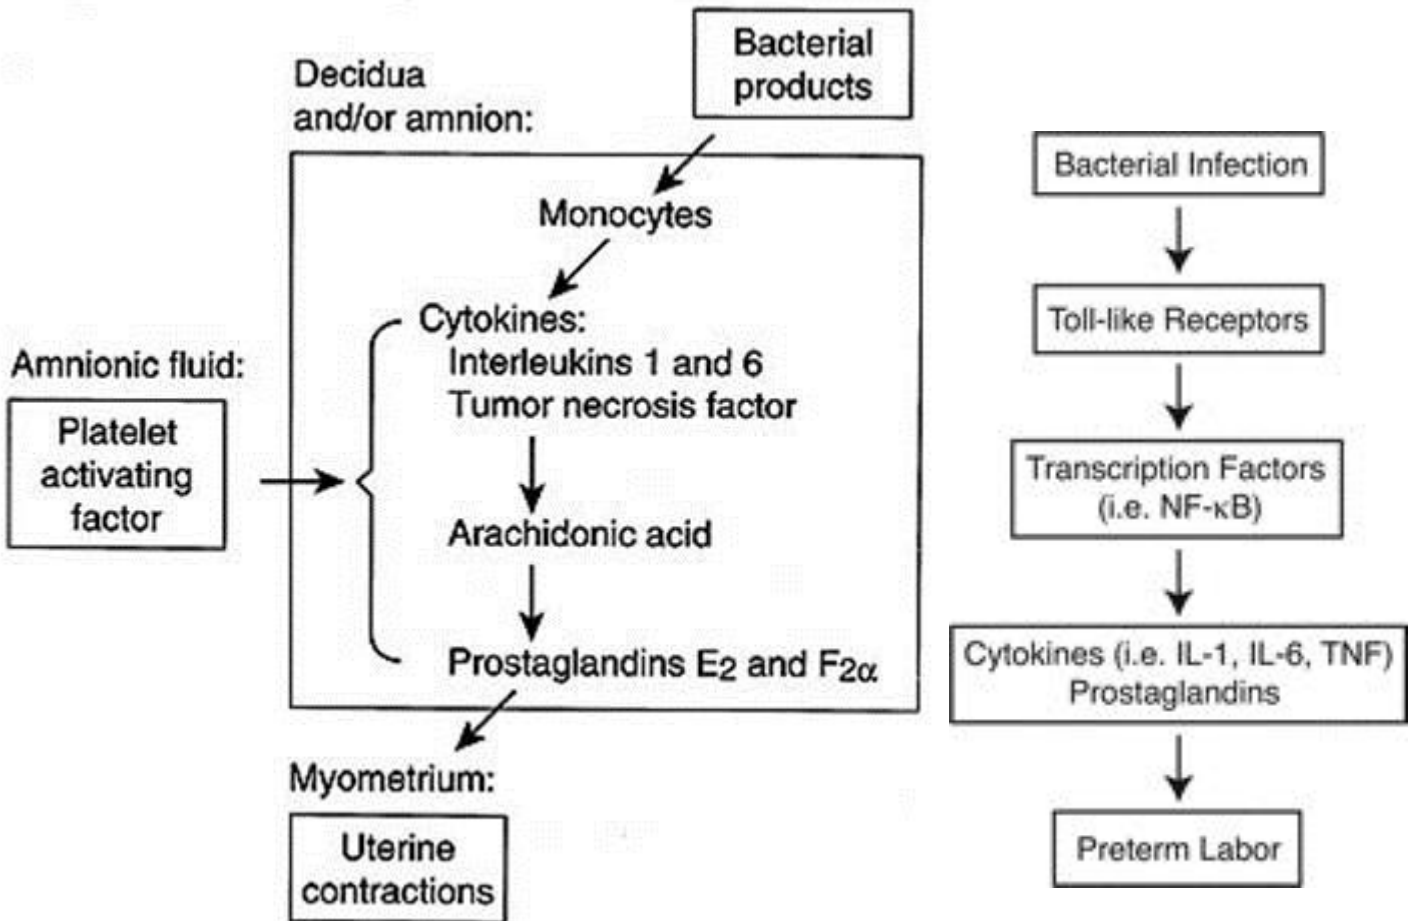 Bacterial
products
Decidua
and/or amnion:
Monocytes
Cytokines:
Interleukins 1 and 6
Tumor necrosis factor
Amnionic fluid:
Platelet
activating
factor
Arachidonic acid
Prostaglandins E2 and F2α
Myometrium:
Uterine
contractions
Bacterial Infection
Toll-like Receptors
Transcription Factors
(i.e. NF-κB)
Cytokines (i.e. IL-1, IL-6, TNF)
Prostaglandins
Preterm Labor